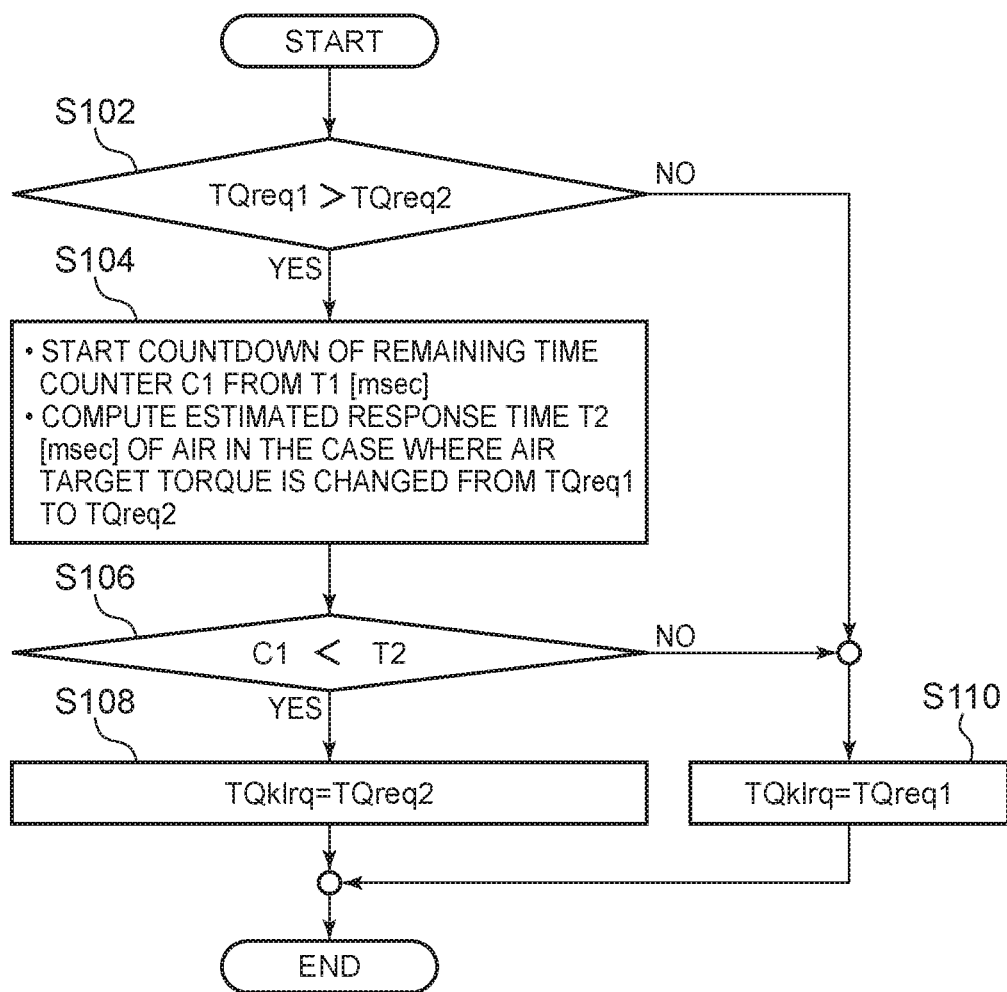 START
S102
TQreq1 > TQreq2
NO
YES
S104
• START COUNTDOWN OF REMAINING TIME
COUNTER C1 FROM T1 [msec]
• COMPUTE ESTIMATED RESPONSE TIME T2
[msec] OF AIR IN THE CASE WHERE AIR
TARGET TORQUE IS CHANGED FROM TQreq1
TO TQreq2
S106
C1 < T2
NO
YES
S108
TQklrq=TQreq2
S110
TQklrq=TQreq1
END